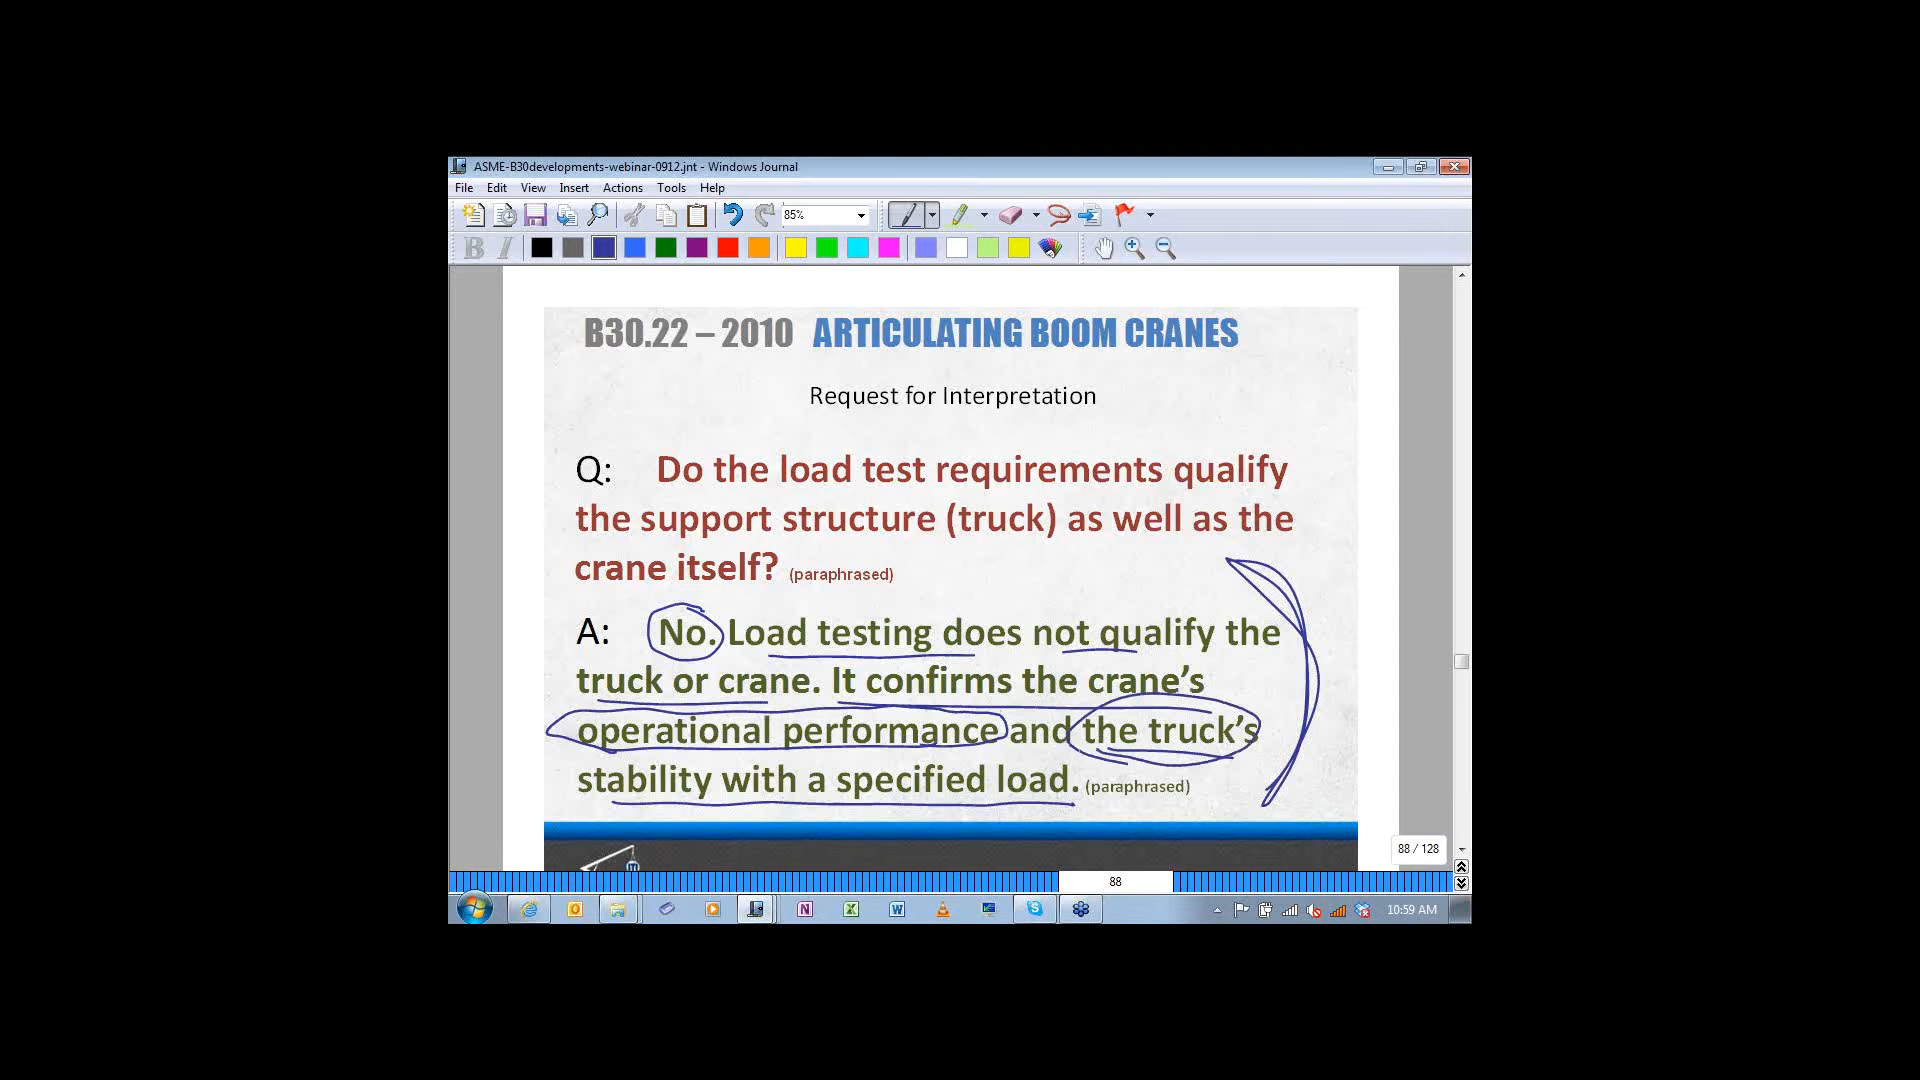 ASME-B30developments-webinar-0912.jnt - Windows Journal
File Edit View Insert Actions Tools Help
85%
B I
B30.22 – 2010 ARTICULATING BOOM CRANES
Request for Interpretation
Q: Do the load test requirements qualify
the support structure (truck) as well as the
crane itself? (paraphrased)
A: No. Load testing does not qualify the
truck or crane. It confirms the crane's
operational performance and the truck's
stability with a specified load. (paraphrased)
88 / 128
88
10:59 AM